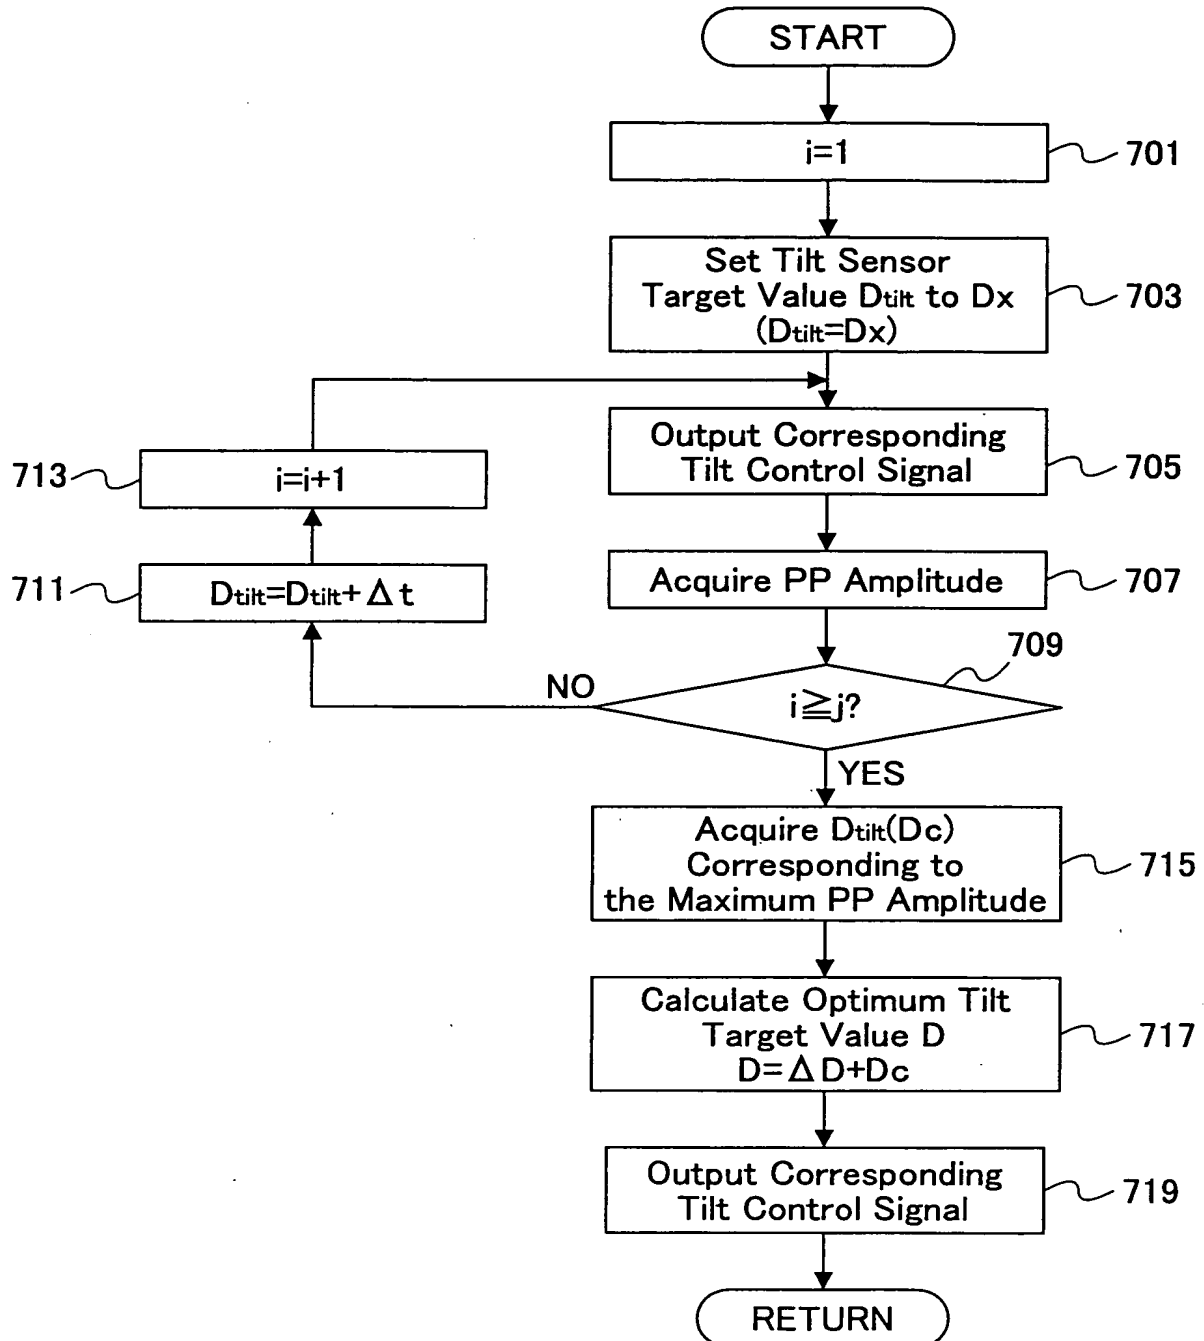 START
i=1
701
Set Tilt Sensor
Target Value Dtilt to Dx
(Dtilt=Dx)
703
Output Corresponding
Tilt Control Signal
705
713
i=i+1
711
Dtilt=Dtilt+Δt
Acquire PP Amplitude
707
709
NO
i≧j?
YES
Acquire Dtilt(Dc)
Corresponding to
the Maximum PP Amplitude
715
Calculate Optimum Tilt
Target Value D
D=ΔD+Dc
717
Output Corresponding
Tilt Control Signal
719
RETURN